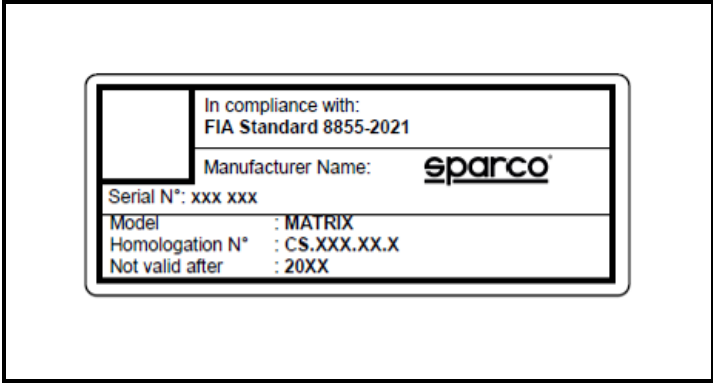 In compliance with:
FIA Standard 8855-2021
Manufacturer Name: sparco
Serial N°: xxx xxx
Model : MATRIX
Homologation N° : CS.XXX.XX.X
Not valid after : 20XX